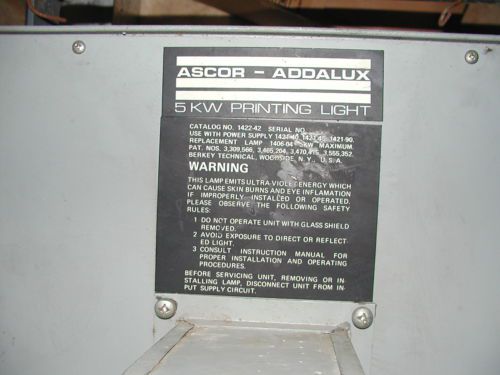 ASCOR - ADDALUX
5 KW PRINTING LIGHT
CATALOG NO. 1422-42 SERIAL NO.
USE WITH POWER SUPPLY 1421-90.
REPLACEMENT LAMP 1406-04 5KW MAXIMUM.
PAT. NOS. 3,309,566, 3,465,204, 3,555,352.
BERKEY TECHNICAL, WOODSIDE, N.Y., U.S.A.
WARNING
THIS LAMP EMITS ULTRA-VIOLET ENERGY WHICH
CAN CAUSE SKIN BURNS AND EYE INFLAMATION
IF IMPROPERLY INSTALLED OR OPERATED.
PLEASE OBSERVE THE FOLLOWING SAFETY
RULES:
1 DO NOT OPERATE UNIT WITH GLASS SHIELD
REMOVED.
2 AVOID EXPOSURE TO DIRECT OR REFLECT-
ED LIGHT.
3 CONSULT INSTRUCTION MANUAL FOR
PROPER INSTALLATION AND OPERATING
PROCEDURES.
BEFORE SERVICING UNIT, REMOVING OR IN-
STALLING LAMP, DISCONNECT UNIT FROM IN-
PUT SUPPLY CIRCUIT.